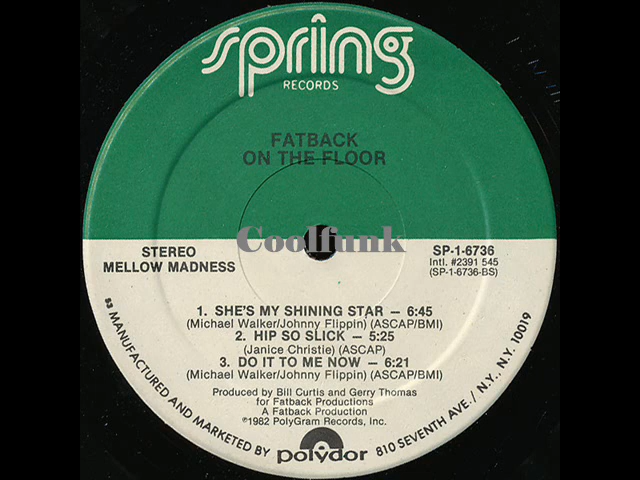 spring
RECORDS
FATBACK
ON THE FLOOR
Coolfunk
STEREO
MELLOW MADNESS
SP-1-6736
Intl. #2391 545
(SP-1-6736-BS)
1. SHE'S MY SHINING STAR — 6:45
(Michael Walker/Johnny Flippin) (ASCAP/BMI)
2. HIP SO SLICK — 5:25
(Janice Christie) (ASCAP)
3. DO IT TO ME NOW — 6:21
(Michael Walker/Johnny Flippin) (ASCAP/BMI)
Produced by Bill Curtis and Gerry Thomas
for Fatback Productions
A Fatback Production
©1982 PolyGram Records, Inc.
53 MANUFACTURED AND MARKETED BY polydor 810 SEVENTH AVE./ N.Y. N.Y. 10019